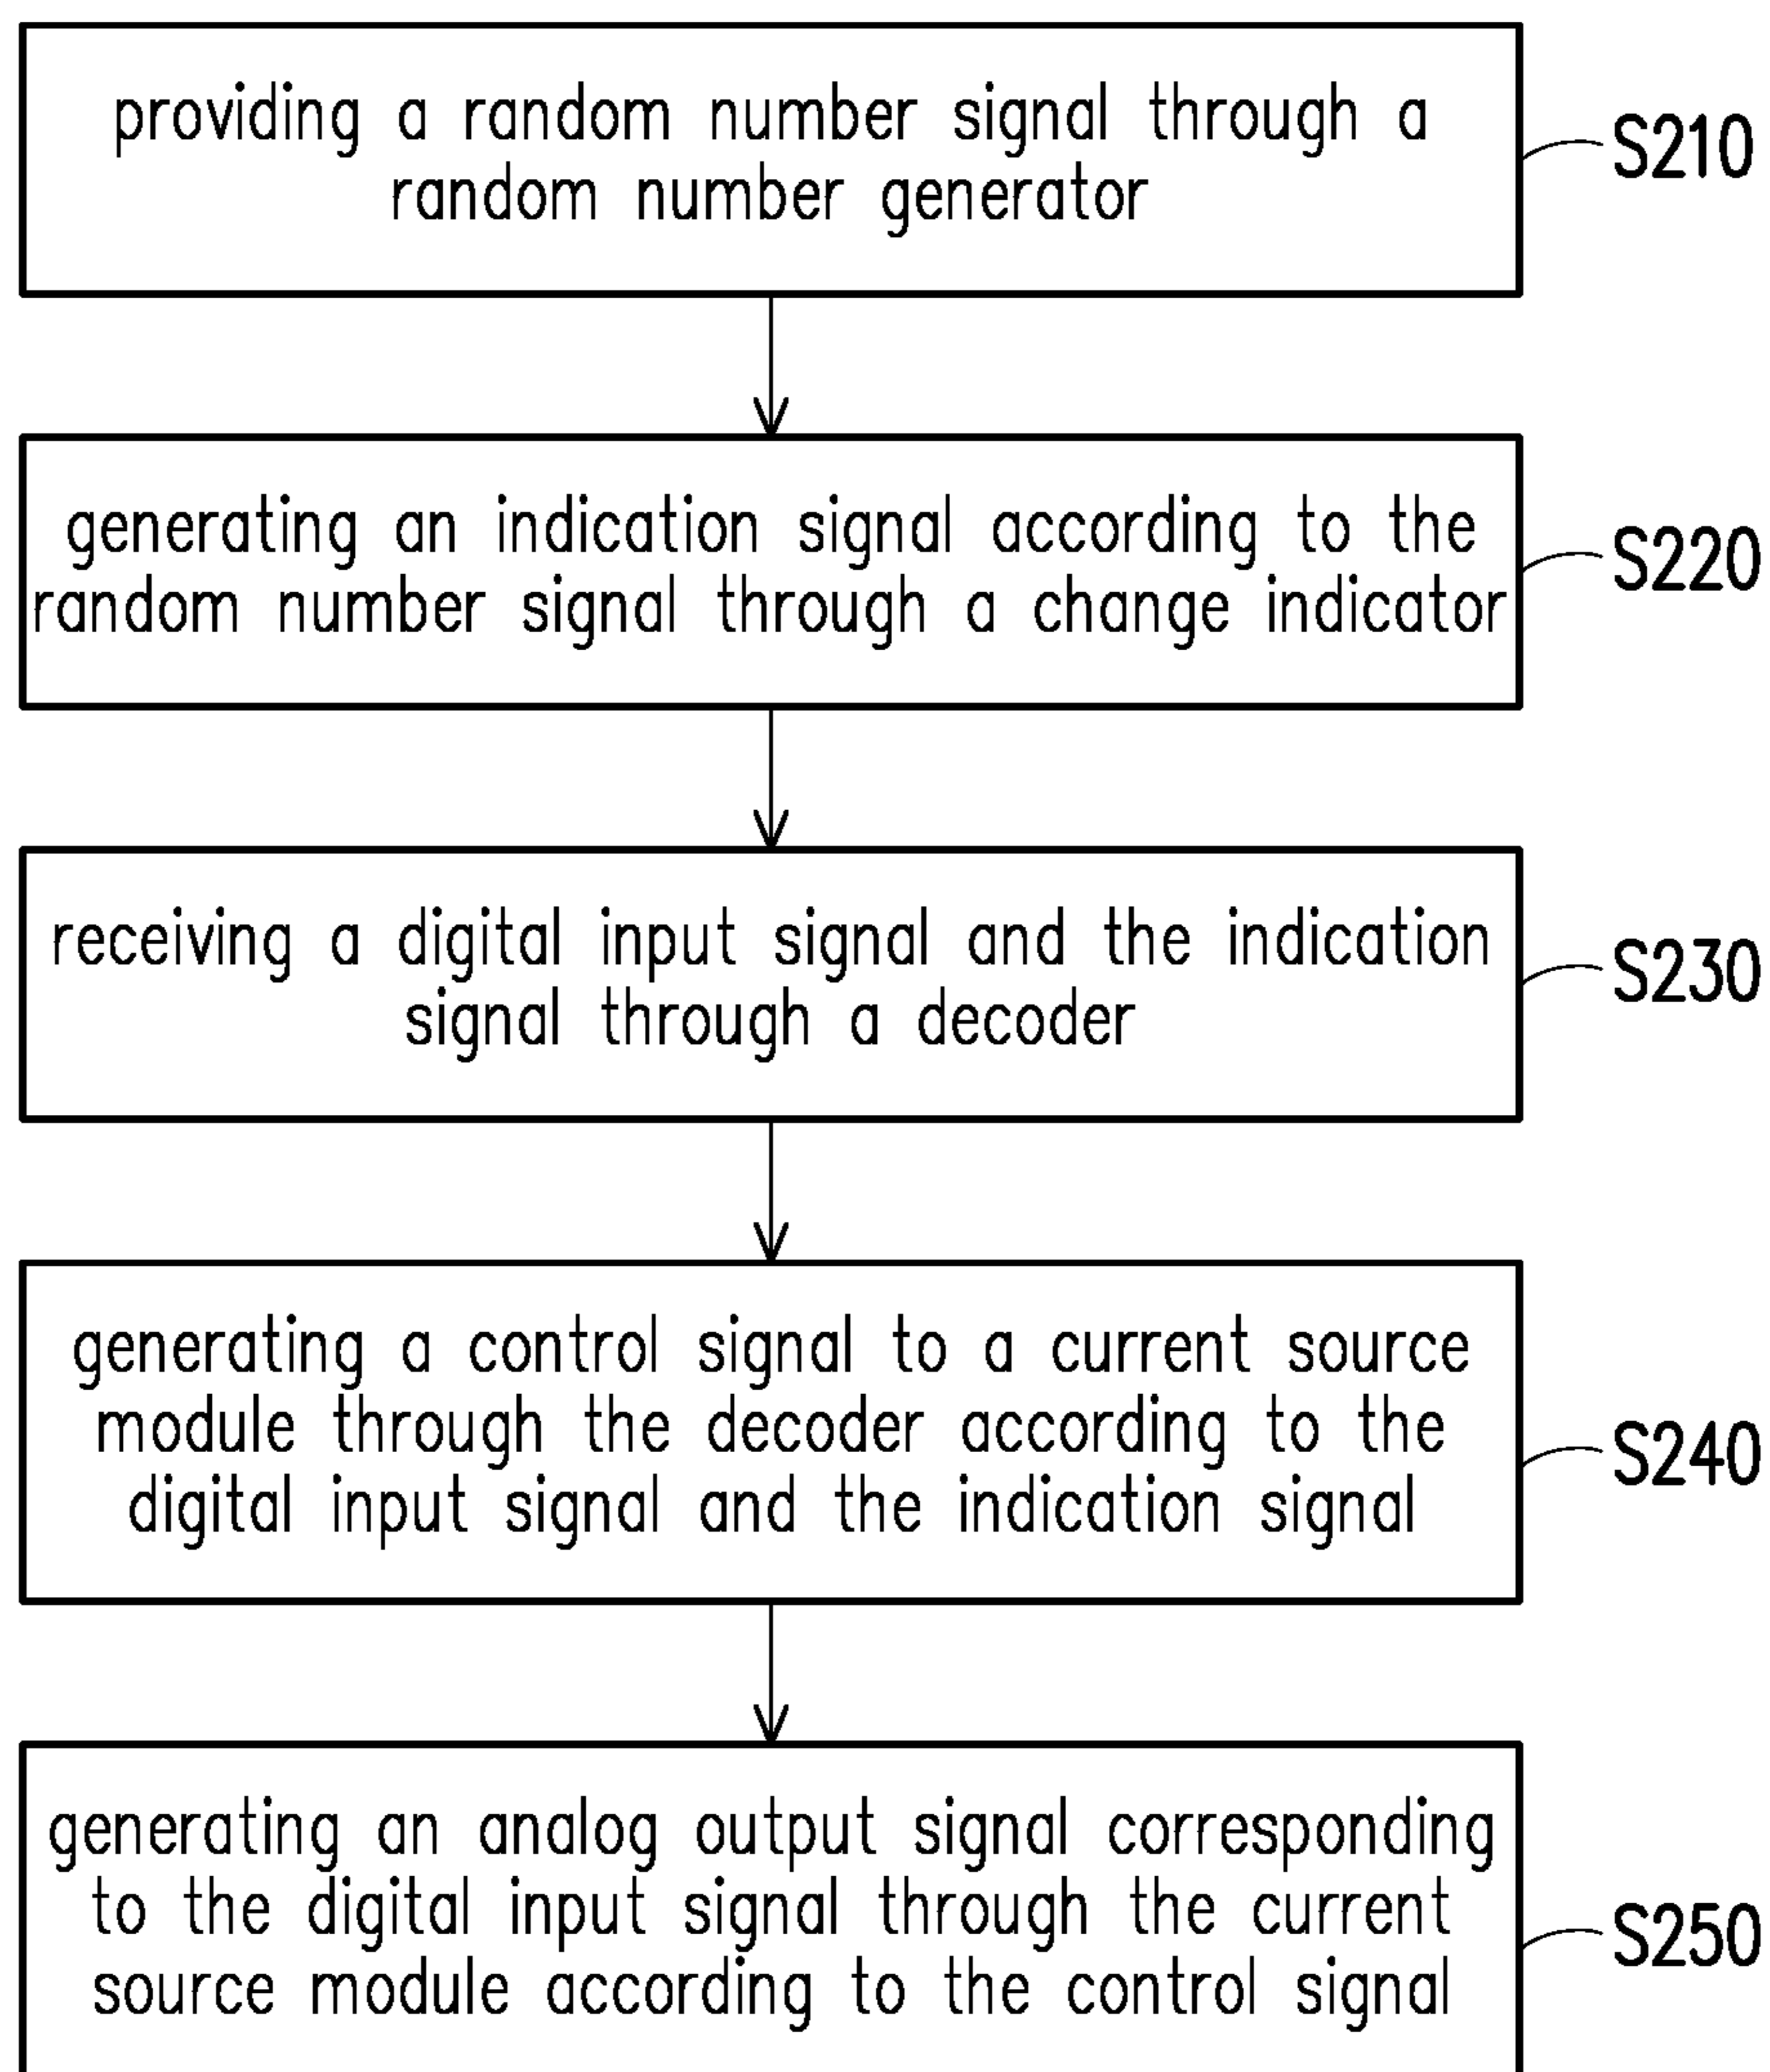 providing a random number signal through a
random number generator
S210
generating an indication signal according to the
random number signal through a change indicator
S220
receiving a digital input signal and the indication
signal through a decoder
S230
generating a control signal to a current source
module through the decoder according to the
digital input signal and the indication signal
S240
generating an analog output signal corresponding
to the digital input signal through the current
source module according to the control signal
S250